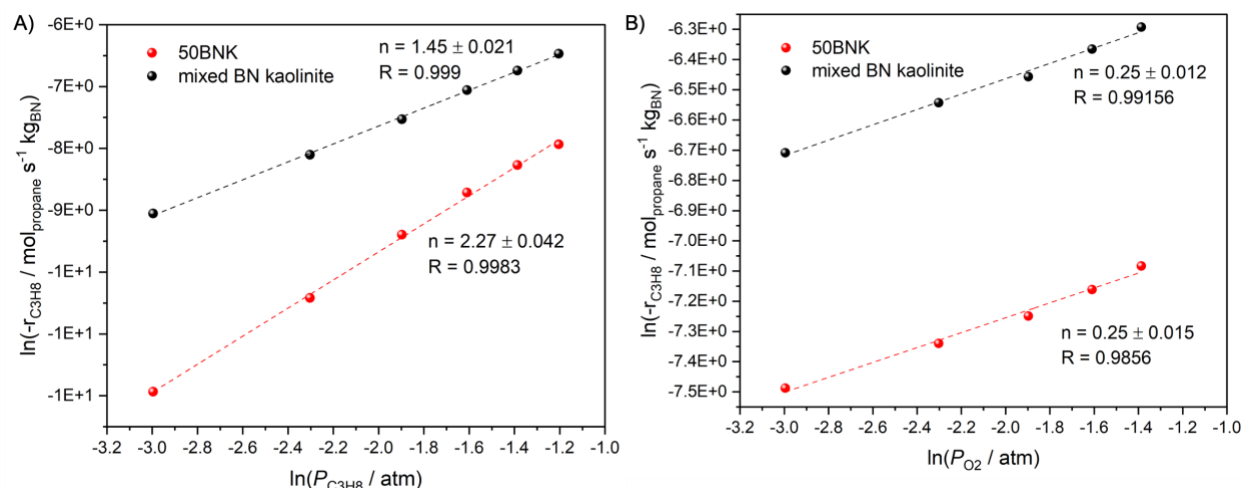 A)
50BNK
mixed BN kaolinite
n = 1.45 ± 0.021
R = 0.999
n = 2.27 ± 0.042
R = 0.9983
ln(-rC3H8 / molpropane s-1 kgBN)
-6E+0
-7E+0
-8E+0
-9E+0
-1E+1
-1E+1
-1E+1
-3.2 -3.0 -2.8 -2.6 -2.4 -2.2 -2.0 -1.8 -1.6 -1.4 -1.2 -1.0
ln(PC3H8 / atm)
B)
50BNK
mixed BN kaolinite
n = 0.25 ± 0.012
R = 0.99156
n = 0.25 ± 0.015
R = 0.9856
ln(-rC3H8 / molpropane s-1 kgBN)
-6.3E+0
-6.4E+0
-6.5E+0
-6.6E+0
-6.7E+0
-6.8E+0
-6.9E+0
-7.0E+0
-7.1E+0
-7.2E+0
-7.3E+0
-7.4E+0
-7.5E+0
-3.2 -3.0 -2.8 -2.6 -2.4 -2.2 -2.0 -1.8 -1.6 -1.4 -1.2 -1.0
ln(PO2 / atm)